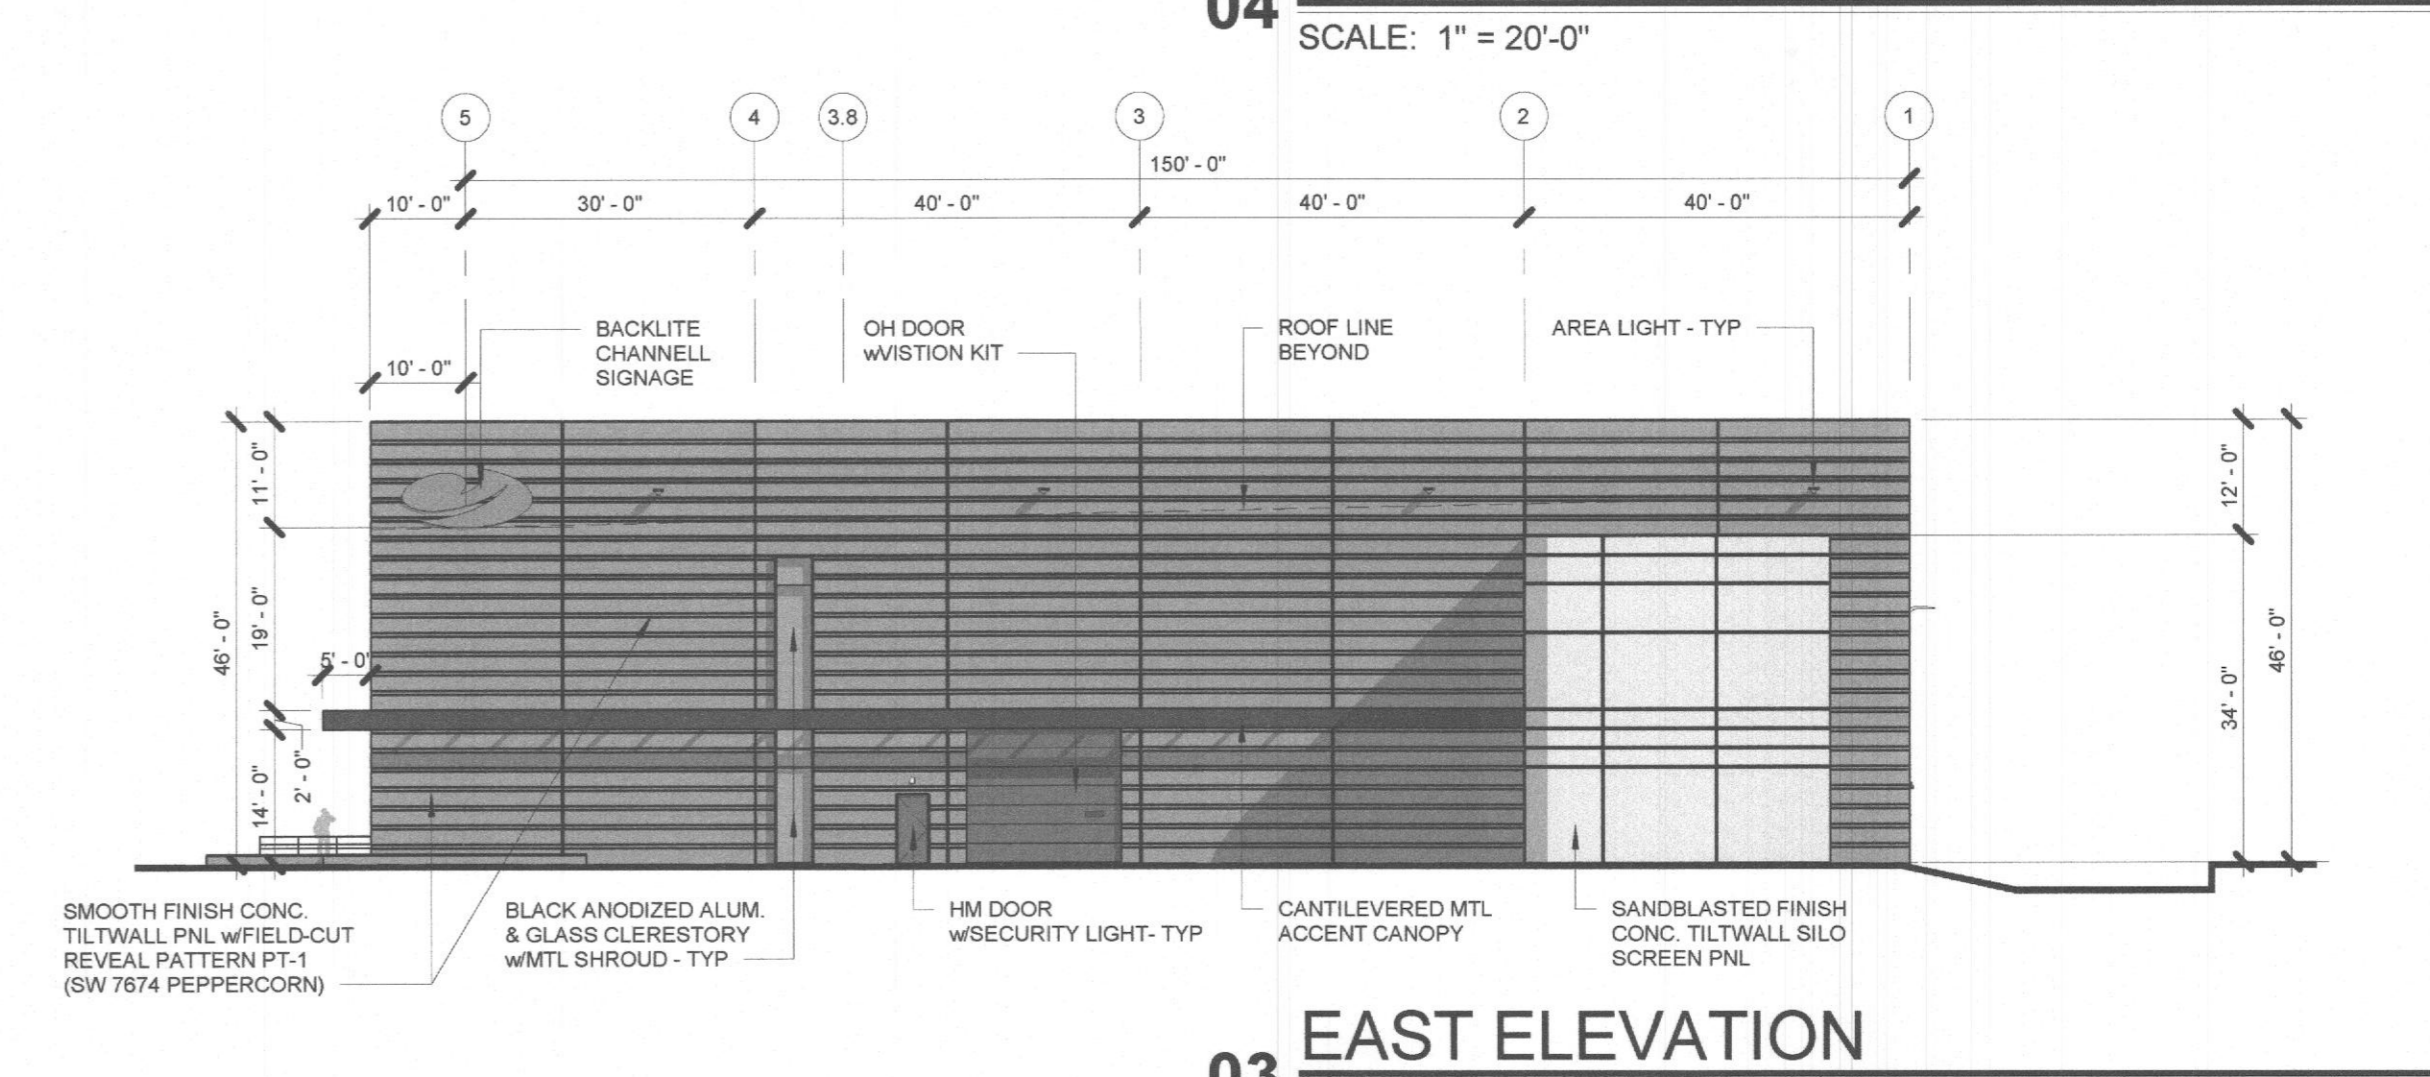 04
SCALE: 1" = 20'-0"
5
4
3.8
3
2
1
150' - 0"
10' - 0"
30' - 0"
40' - 0"
40' - 0"
40' - 0"
BACKLITE
CHANNELL
SIGNAGE
OH DOOR
w/VISTION KIT
ROOF LINE
BEYOND
AREA LIGHT - TYP
10' - 0"
11' - 0"
19' - 0"
46' - 0"
5' - 0"
2' - 0"
14' - 0"
12' - 0"
34' - 0"
46' - 0"
SMOOTH FINISH CONC.
TILTWALL PNL w/FIELD-CUT
REVEAL PATTERN PT-1
(SW 7674 PEPPERCORN)
BLACK ANODIZED ALUM.
& GLASS CLERESTORY
w/MTL SHROUD - TYP
HM DOOR
w/SECURITY LIGHT- TYP
CANTILEVERED MTL
ACCENT CANOPY
SANDBLASTED FINISH
CONC. TILTWALL SILO
SCREEN PNL
03
EAST ELEVATION